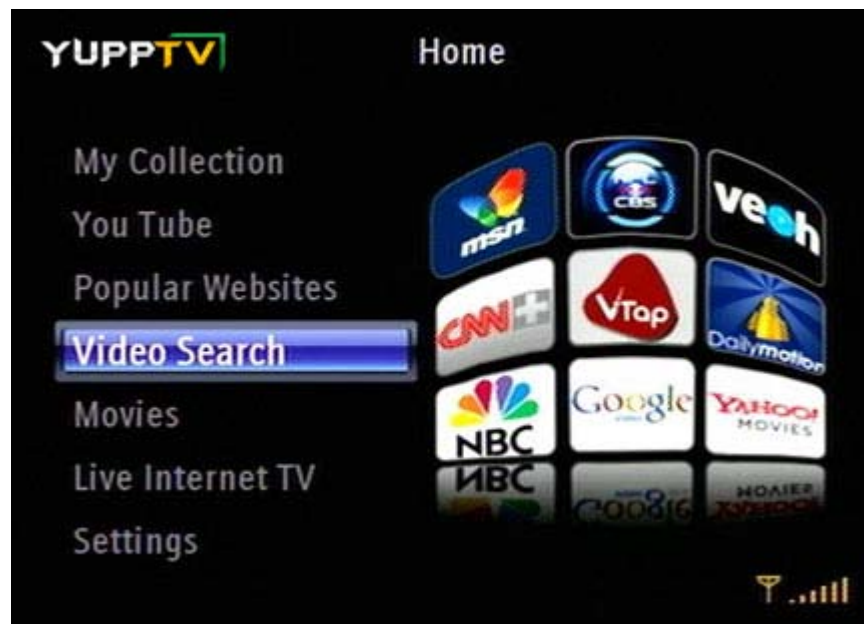 YUPPTV
Home
My Collection
You Tube
Popular Websites
Video Search
Movies
Live Internet TV
Settings
msn
CBS
veoh
CNN
VTap
Dailymotion
NBC
Google
YAHOO!
MOVIES